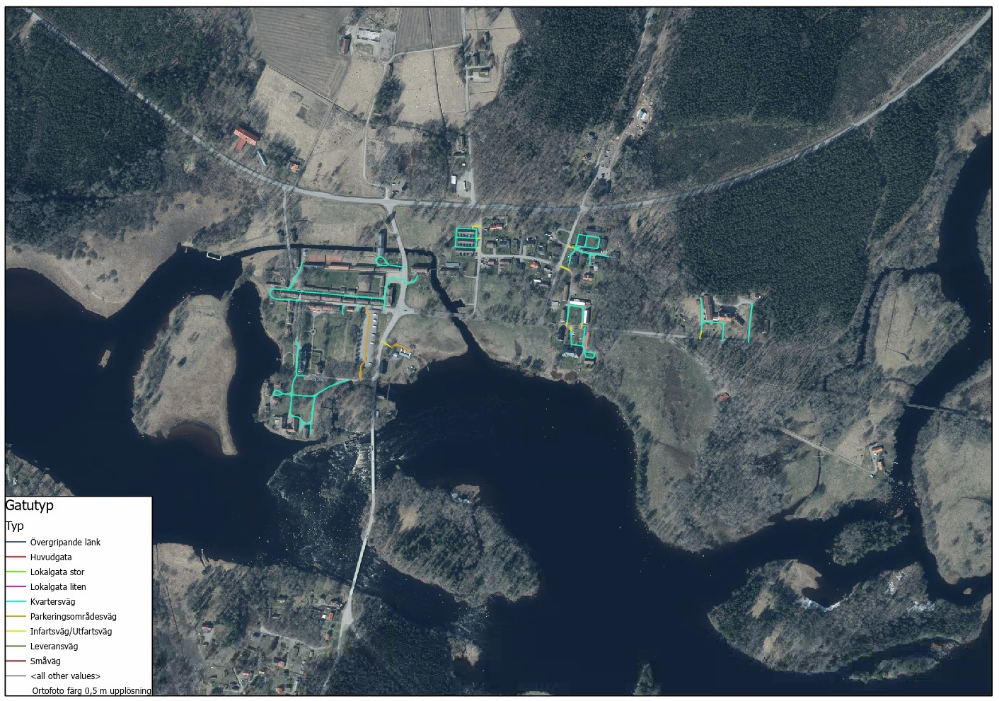 Gatutyp
Typ
Övergripande länk
Huvudgata
Lokalgata stor
Lokalgata liten
Kvartersväg
Parkeringsområdesväg
Infartsväg/Utfartsväg
Leveransväg
Småväg
<all other values>
Ortofoto färg 0,5 m upplösning